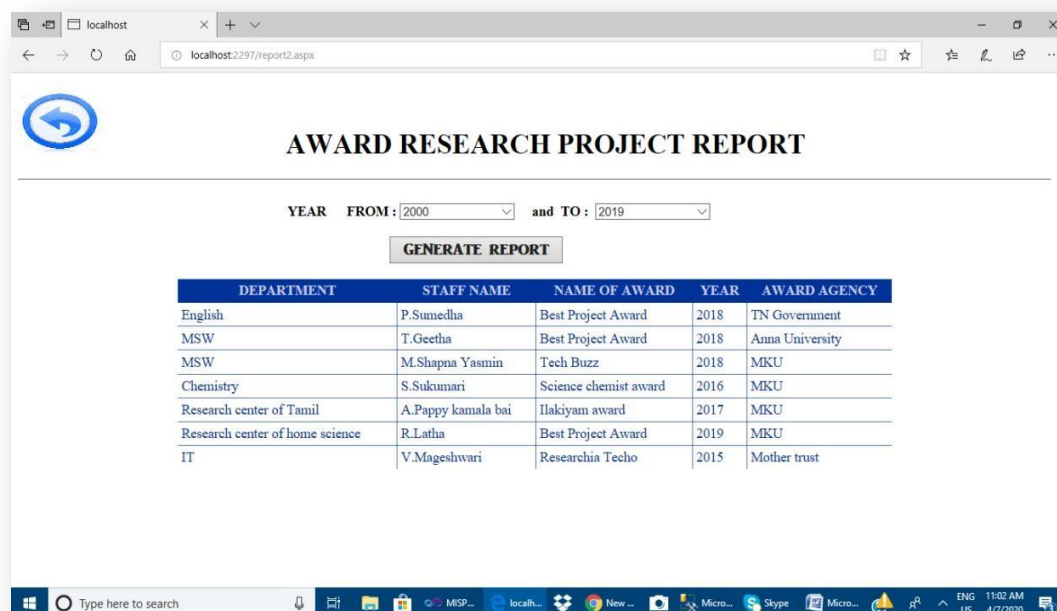 localhost
localhost:2297/report2.aspx
AWARD RESEARCH PROJECT REPORT
YEAR FROM : 2000 and TO : 2019
GENERATE REPORT
DEPARTMENT STAFF NAME NAME OF AWARD YEAR AWARD AGENCY
English P.Sumedha Best Project Award 2018 TN Government
MSW T.Geetha Best Project Award 2018 Anna University
MSW M.Shapna Yasmin Tech Buzz 2018 MKU
Chemistry S.Sukumari Science chemist award 2016 MKU
Research center of Tamil A.Pappy kamala bai Ilakiyam award 2017 MKU
Research center of home science R.Latha Best Project Award 2019 MKU
IT V.Mageshwari Researchia Techo 2015 Mother trust
Type here to search MISP... localh... New ... Micro... Skype Micro... ENG 11:02 AM
US 4/7/2020